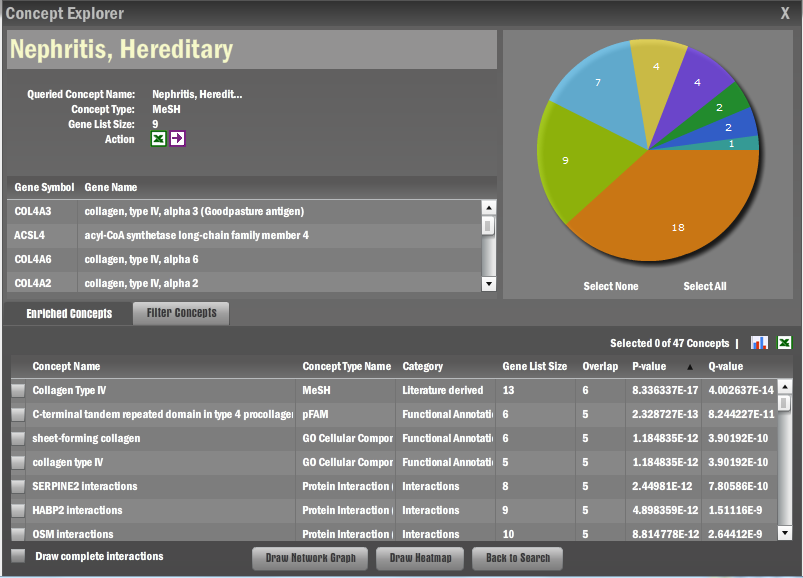 Concept Explorer X
Nephritis, Hereditary
Queried Concept Name: Nephritis, Heredit...
Concept Type: MeSH
Gene List Size: 9
Action
4
4
7
2
2
1
9
18
Select None Select All
Gene Symbol Gene Name
COL4A3 collagen, type IV, alpha 3 (Goodpasture antigen)
ACSL4 acyl-CoA synthetase long-chain family member 4
COL4A6 collagen, type IV, alpha 6
COL4A2 collagen, type IV, alpha 2
Enriched Concepts Filter Concepts
Selected 0 of 47 Concepts |
Concept Name Concept Type Name Category Gene List Size Overlap P-value Q-value
Collagen Type IV MeSH Literature derived 13 6 8.336337E-17 4.002637E-14
C-terminal tandem repeated domain in type 4 procollagen pFAM Functional Annotati 6 5 2.328727E-13 8.244227E-11
sheet-forming collagen GO Cellular Compor Functional Annotati 6 5 1.184835E-12 3.90192E-10
collagen type IV GO Cellular Compor Functional Annotati 5 5 1.184835E-12 3.90192E-10
SERPINE2 interactions Protein Interaction ( Interactions 8 5 2.44981E-12 7.80586E-10
HABP2 interactions Protein Interaction ( Interactions 9 5 4.898359E-12 1.51116E-9
OSM interactions Protein Interaction ( Interactions 10 5 8.814778E-12 2.64412E-9
Draw complete interactions Draw Network Graph Draw Heatmap Back to Search